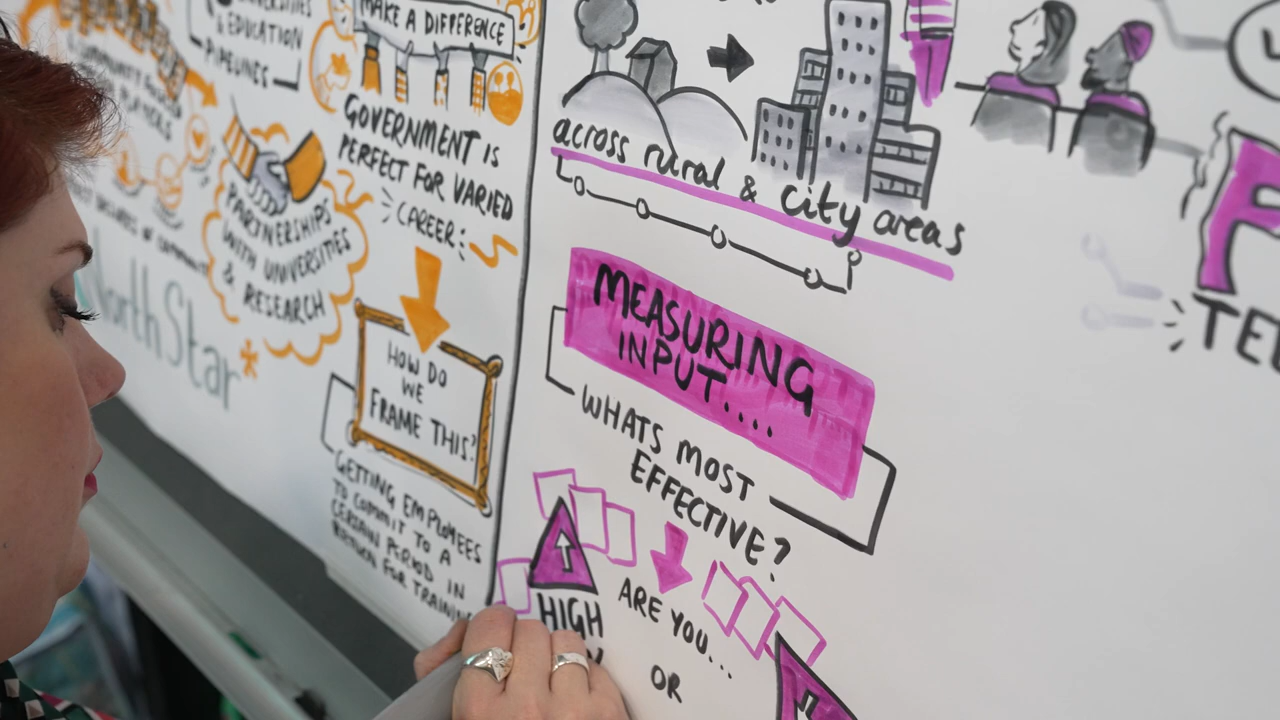 & EDUCATION
PIPELINES
MAKE A DIFFERENCE
GOVERNMENT IS
PERFECT FOR VARIED
CAREER
PARTNERSHIPS
WITH UNIVERSITIES
& RESEARCH
North Star
HOW DO
WE
FRAME THIS?
GETTING EMPLOYEES
TO COMMIT TO A
CERTAIN PERIOD IN
RETURN FOR TRAINING
across rural & city areas
MEASURING
INPUT....
WHATS MOST
EFFECTIVE?
HIGH
ARE YOU...
OR